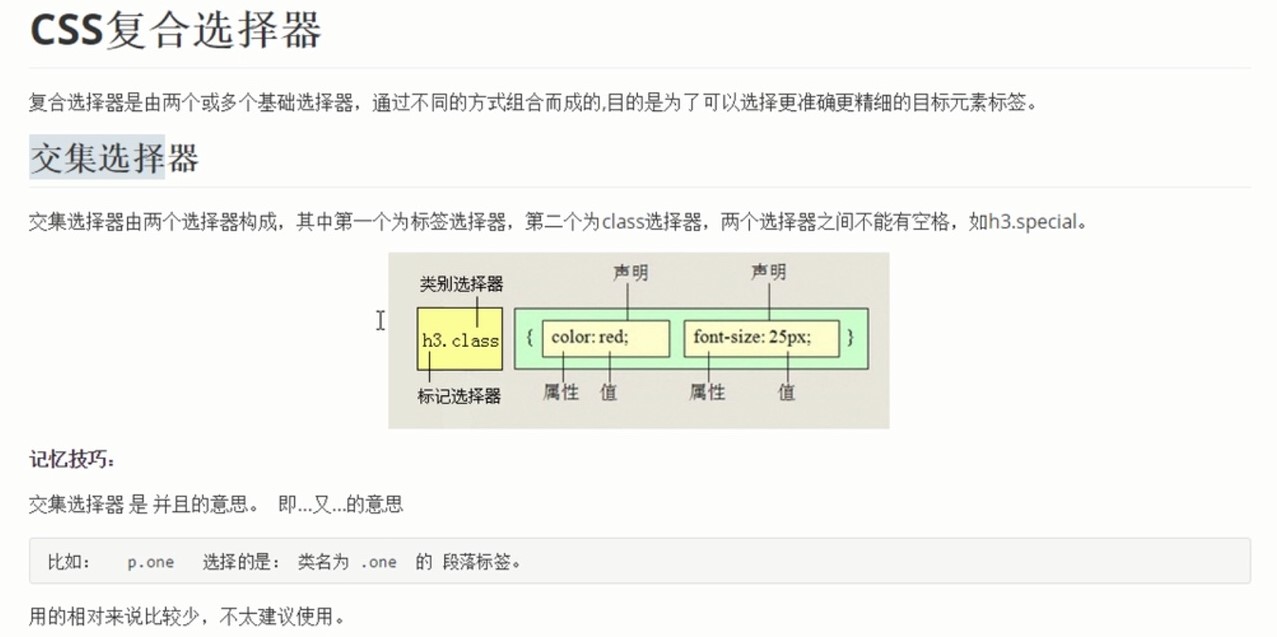 CSS复合选择器
复合选择器是由两个或多个基础选择器，通过不同的方式组合而成的,目的是为了可以选择更准确更精细的目标元素标签。
交集选择器
交集选择器由两个选择器构成，其中第一个为标签选择器，第二个为class选择器，两个选择器之间不能有空格，如h3.special。
声明 声明
类别选择器
h3.class { color: red; font-size: 25px; }
标记选择器 属性 值 属性 值
记忆技巧：
交集选择器 是 并且的意思。 即...又...的意思
比如： p.one 选择的是： 类名为 .one 的 段落标签。
用的相对来说比较少，不太建议使用。